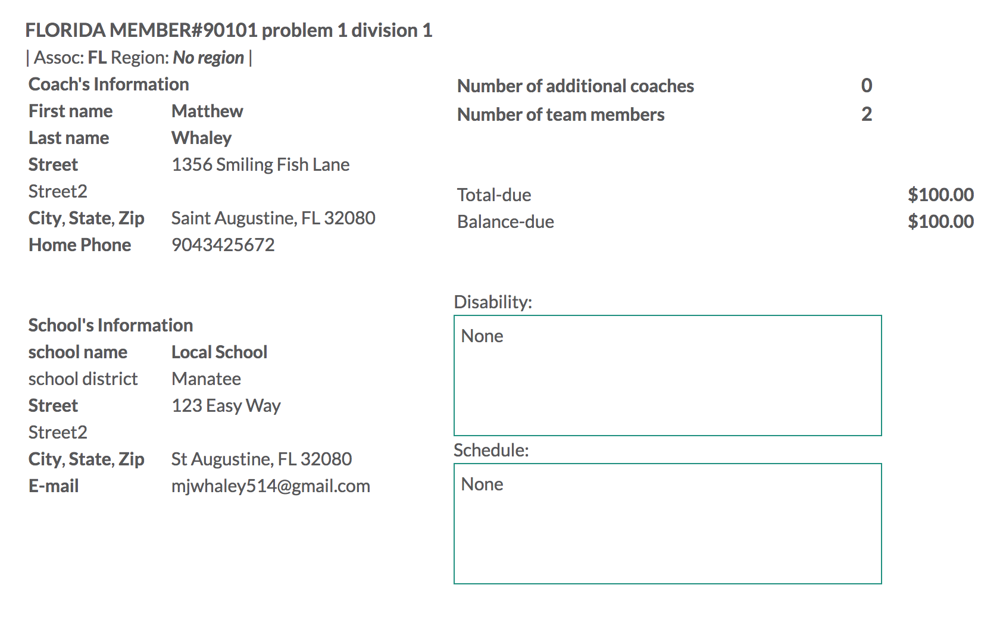 FLORIDA MEMBER#90101 problem 1 division 1
| Assoc: FL Region: No region |
Coach's Information
First name Matthew
Last name Whaley
Street 1356 Smiling Fish Lane
Street2
City, State, Zip Saint Augustine, FL 32080
Home Phone 9043425672
Number of additional coaches 0
Number of team members 2
Total-due $100.00
Balance-due $100.00
School's Information
school name Local School
school district Manatee
Street 123 Easy Way
Street2
City, State, Zip St Augustine, FL 32080
E-mail mjwhaley514@gmail.com
Disability:
None
Schedule:
None